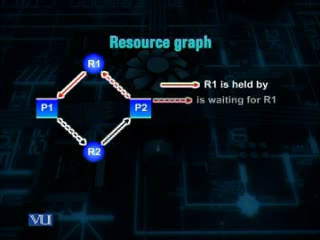 Resource graph
R1
R1 is held by
P1
P2
is waiting for R1
R2
VU